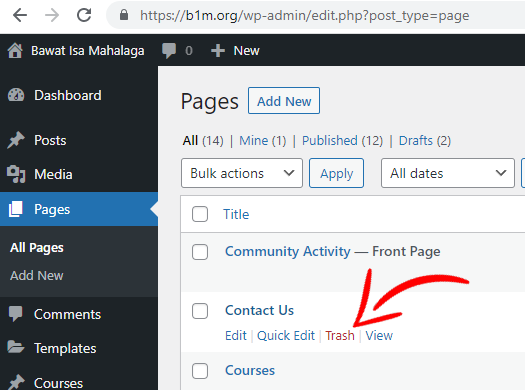 https://b1m.org/wp-admin/edit.php?post_type=page
Bawat Isa Mahalaga 0 + New
Dashboard
Posts
Media
Pages
All Pages
Add New
Comments
Templates
Courses
Pages Add New
All (14) | Mine (1) | Published (12) | Drafts (2)
Bulk actions Apply All dates
Title
Community Activity — Front Page
Contact Us
Edit | Quick Edit | Trash | View
Courses